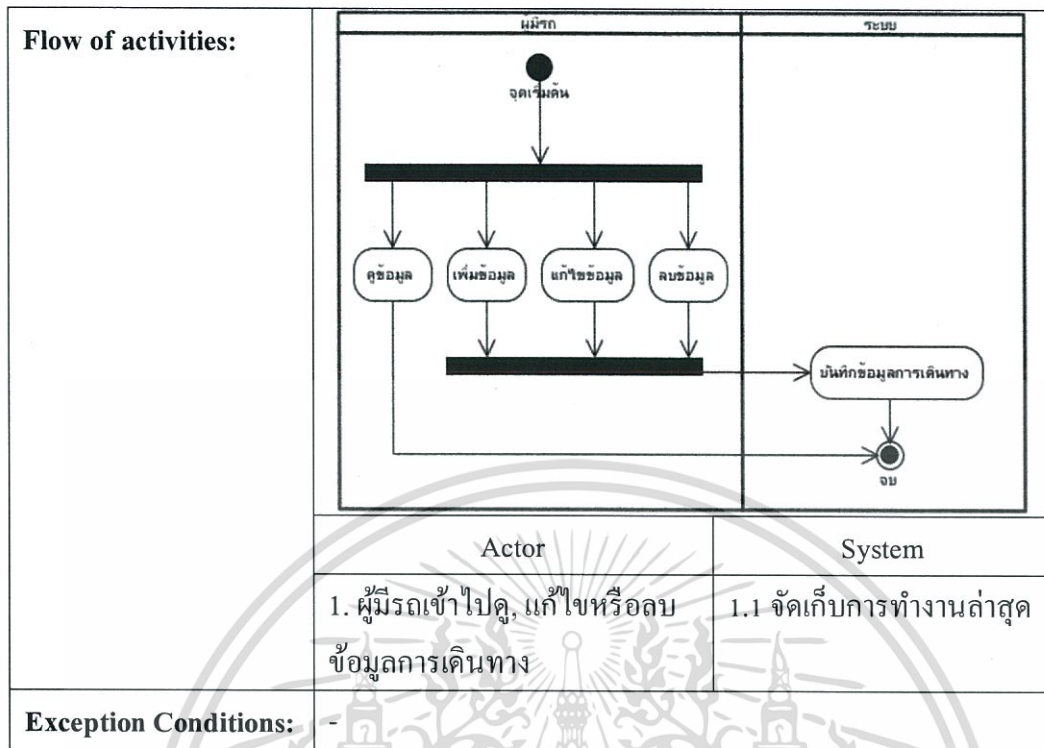 Flow of activities:
ผู้มีรถ
ระบบ
จุดเริ่มต้น
ดูข้อมูล
เพิ่มข้อมูล
แก้ไขข้อมูล
ลบข้อมูล
บันทึกข้อมูลการเดินทาง
จบ
Actor
System
1. ผู้มีรถเข้าไปดู, แก้ไขหรือลบ
ข้อมูลการเดินทาง
1.1 จัดเก็บการทำงานล่าสุด
Exception Conditions:
-